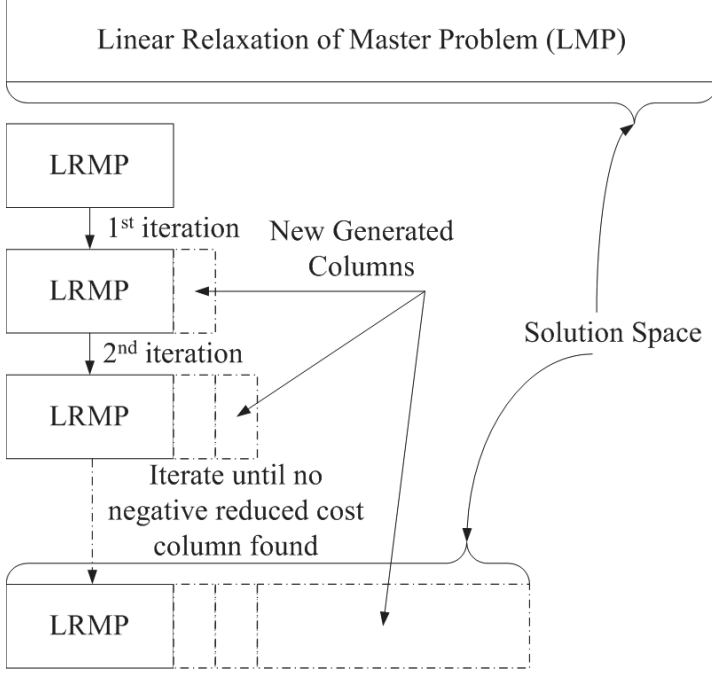 Linear Relaxation of Master Problem (LMP)
LRMP
1st iteration
New Generated
Columns
LRMP
Solution Space
2nd iteration
LRMP
Iterate until no
negative reduced cost
column found
LRMP